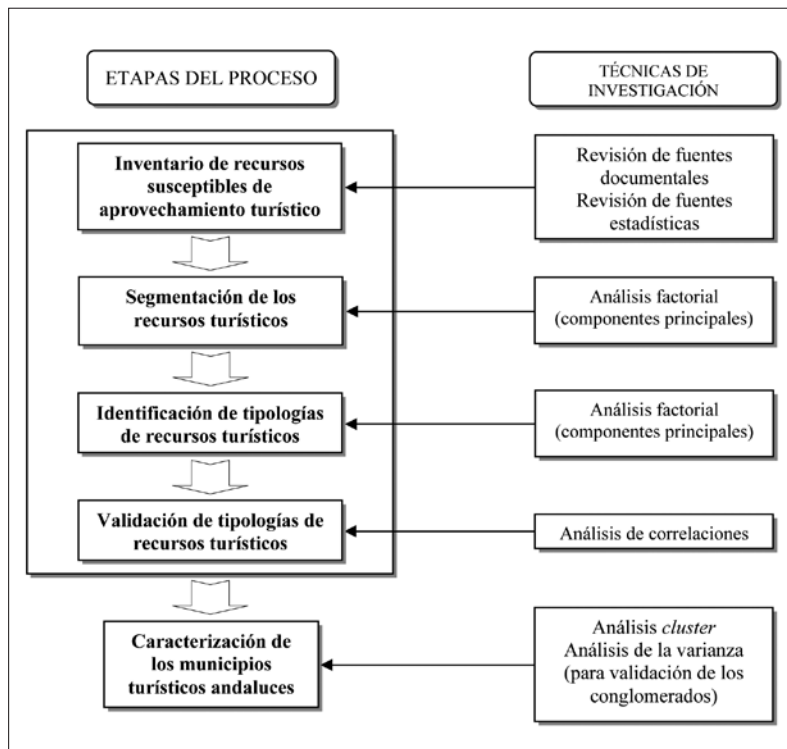 ETAPAS DEL PROCESO
TÉCNICAS DE
INVESTIGACIÓN
Inventario de recursos
susceptibles de
aprovechamiento turístico
Revisión de fuentes
documentales
Revisión de fuentes
estadísticas
Segmentación de los
recursos turísticos
Análisis factorial
(componentes principales)
Identificación de tipologías
de recursos turísticos
Análisis factorial
(componentes principales)
Validación de tipologías de
recursos turísticos
Análisis de correlaciones
Caracterización de
los municipios
turísticos andaluces
Análisis cluster
Análisis de la varianza
(para validación de los
conglomerados)